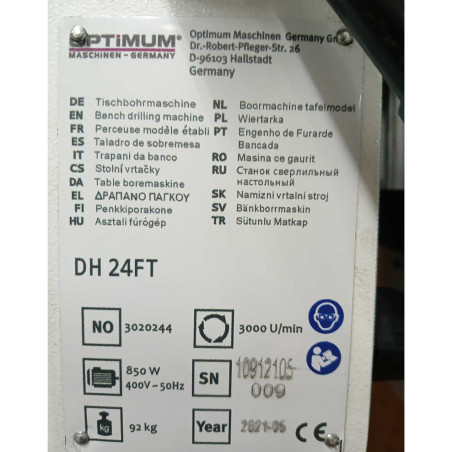 OPTIMUM®
MASCHINEN - GERMANY
Optimum Maschinen Germany Gm
Dr.-Robert-Pfleger-Str. 26
D-96103 Hallstadt
Germany
DE Tischbohrmaschine
EN Bench drilling machine
FR Perceuse modèle établi
ES Taladro de sobremesa
IT Trapani da banco
CS Stolní vrtačky
DA Table boremaskine
EL ΔΡΑΠΑΝΟ ΠΑΓΚΟΥ
FI Penkkiporakone
HU Asztali fúrógép
NL Boormachine tafelmodel
PL Wiertarka
PT Engenho de Furarde
Bancada
RO Masina ce gaurit
RU Станок сверлильный
настольный
SK Namizni vrtalni stroj
SV Bänkborrmaskin
TR Sütunlu Matkap
DH 24FT
NO 3020244
3000 U/min
850 W
400V ~ 50Hz
SN 10912105
009
kg 92 kg
Year 2021-05 CE